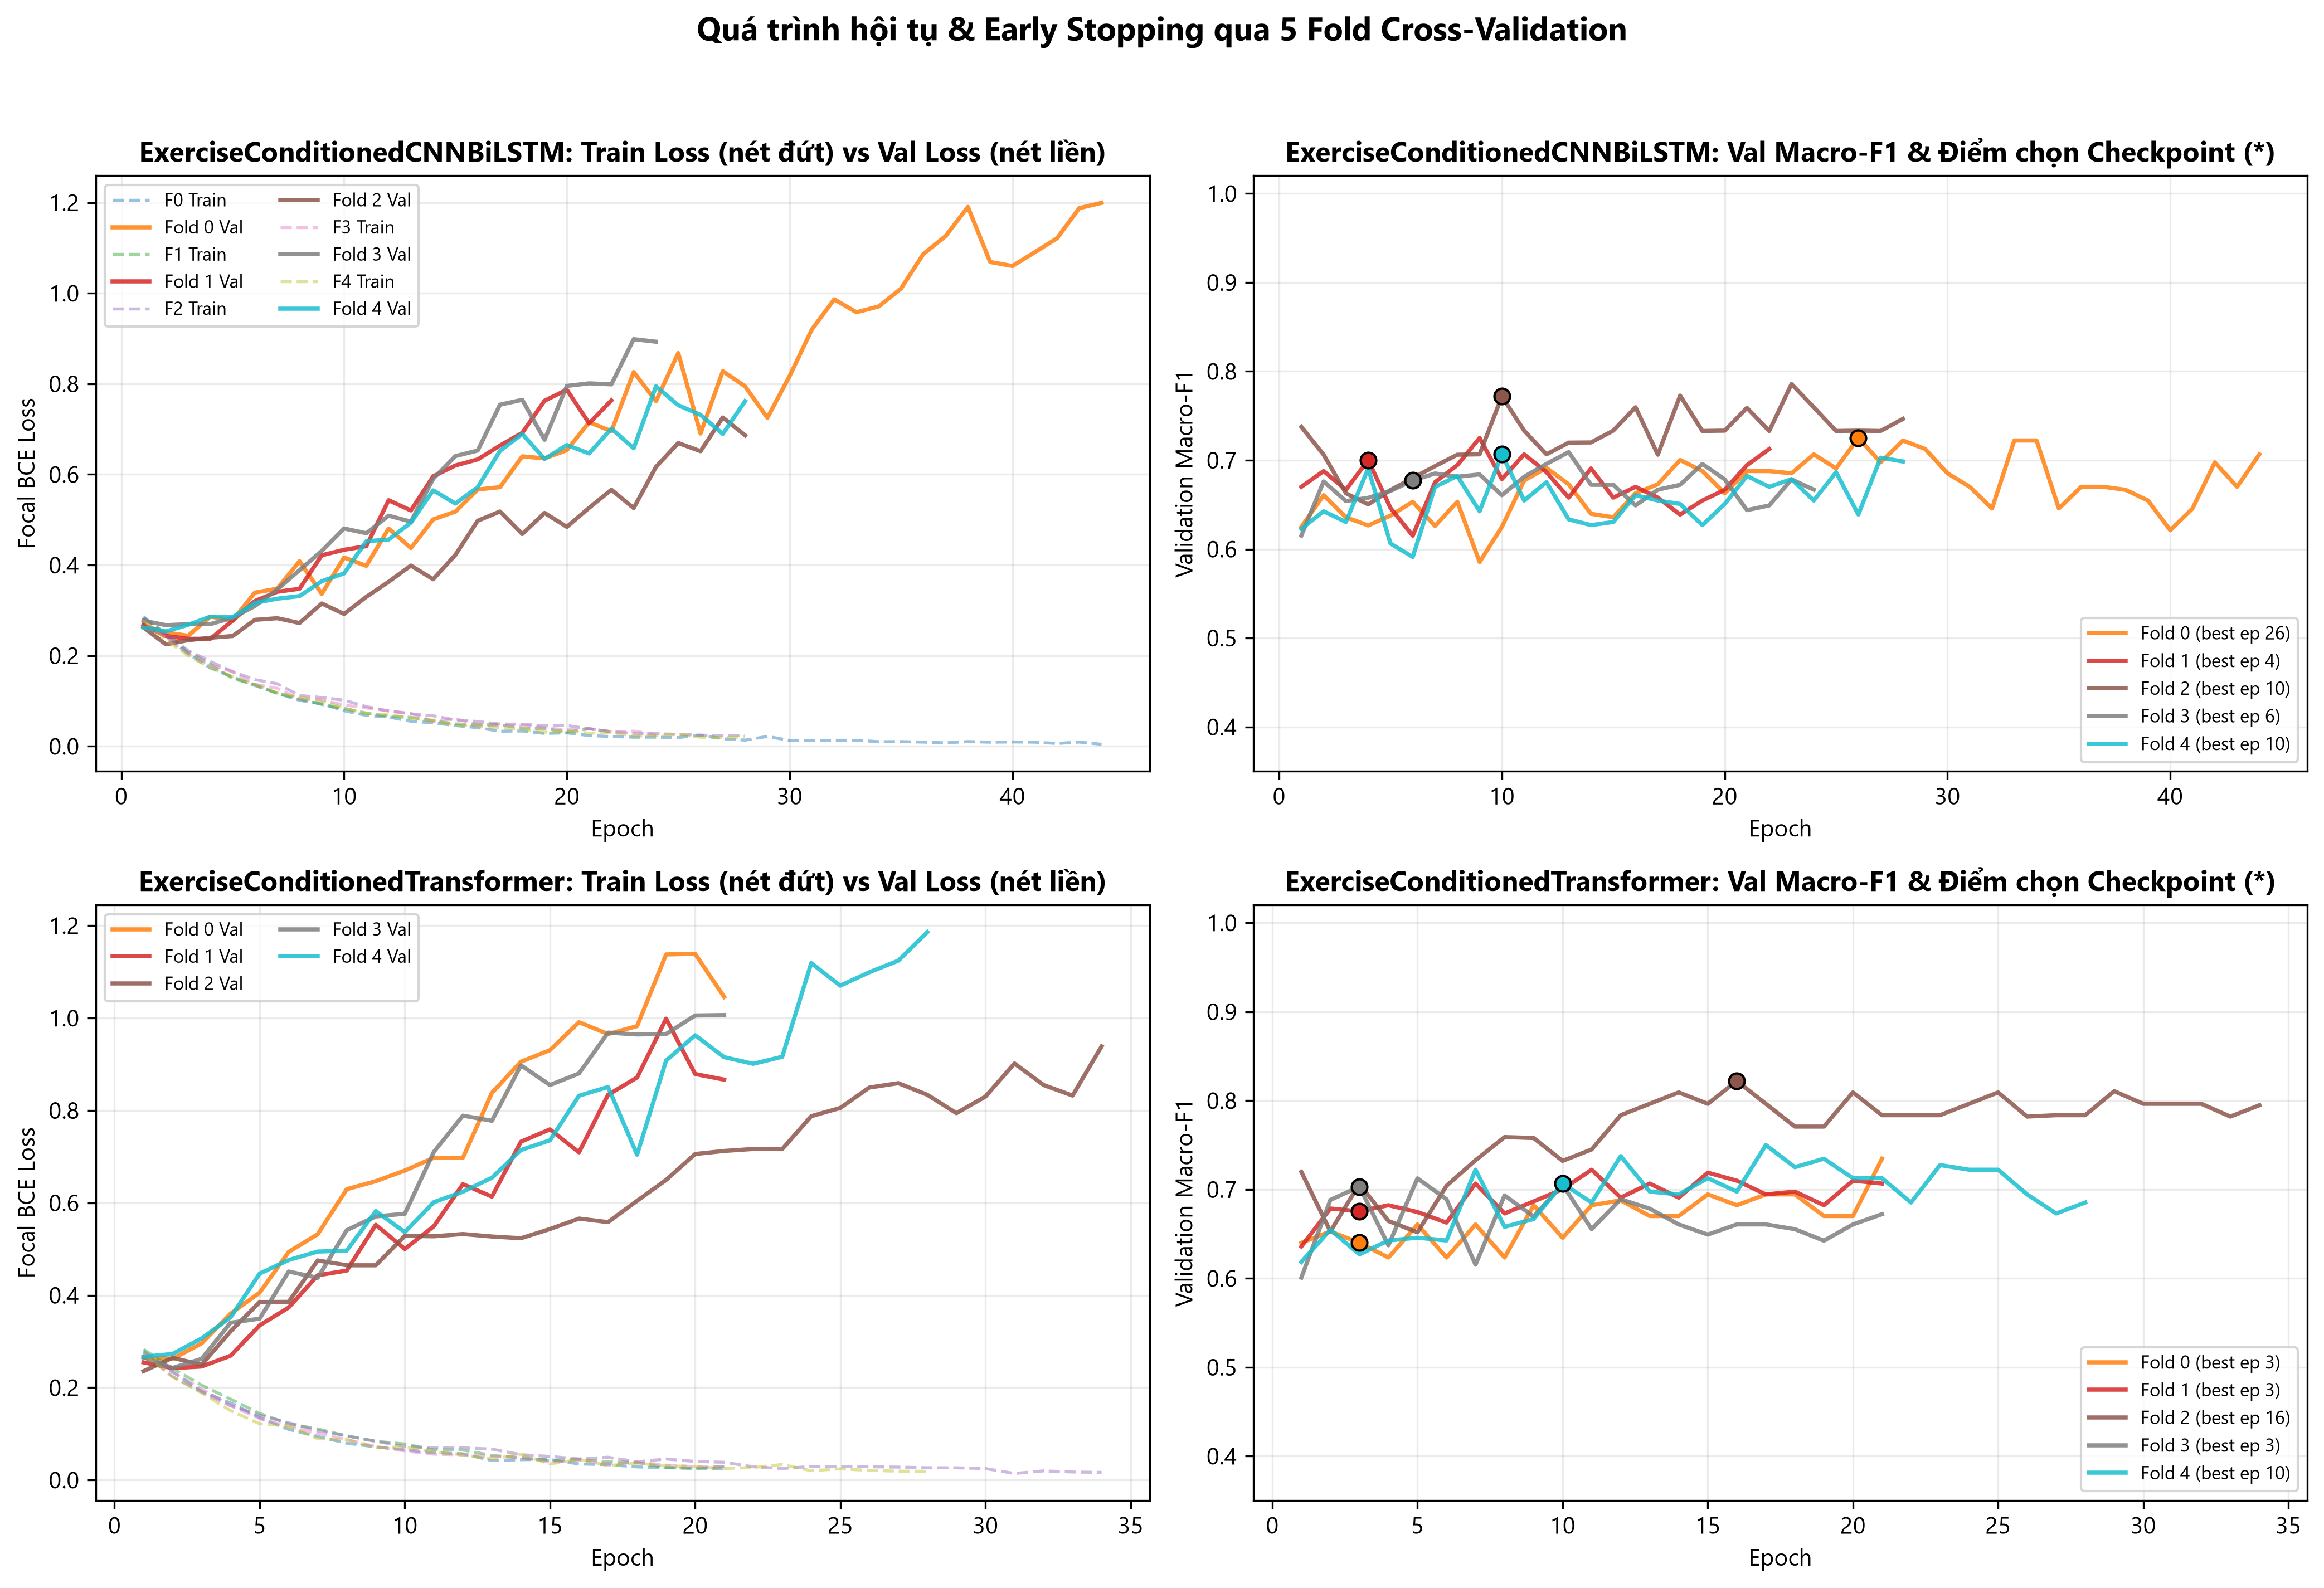 Quá trình hội tụ & Early Stopping qua 5 Fold Cross-Validation
ExerciseConditionedCNNBiLSTM: Train Loss (nét đứt) vs Val Loss (nét liền)
Focal BCE Loss
1.2
1.0
0.8
0.6
0.4
0.2
0.0
F0 Train
Fold 0 Val
F1 Train
Fold 1 Val
F2 Train
Fold 2 Val
F3 Train
Fold 3 Val
F4 Train
Fold 4 Val
0 10 20 30 40
Epoch
ExerciseConditionedCNNBiLSTM: Val Macro-F1 & Điểm chọn Checkpoint (*)
Validation Macro-F1
1.0
0.9
0.8
0.7
0.6
0.5
0.4
Fold 0 (best ep 26)
Fold 1 (best ep 4)
Fold 2 (best ep 10)
Fold 3 (best ep 6)
Fold 4 (best ep 10)
0 10 20 30 40
Epoch
ExerciseConditionedTransformer: Train Loss (nét đứt) vs Val Loss (nét liền)
Focal BCE Loss
1.2
1.0
0.8
0.6
0.4
0.2
0.0
Fold 0 Val
Fold 1 Val
Fold 2 Val
Fold 3 Val
Fold 4 Val
0 5 10 15 20 25 30 35
Epoch
ExerciseConditionedTransformer: Val Macro-F1 & Điểm chọn Checkpoint (*)
Validation Macro-F1
1.0
0.9
0.8
0.7
0.6
0.5
0.4
Fold 0 (best ep 3)
Fold 1 (best ep 3)
Fold 2 (best ep 16)
Fold 3 (best ep 3)
Fold 4 (best ep 10)
0 5 10 15 20 25 30 35
Epoch